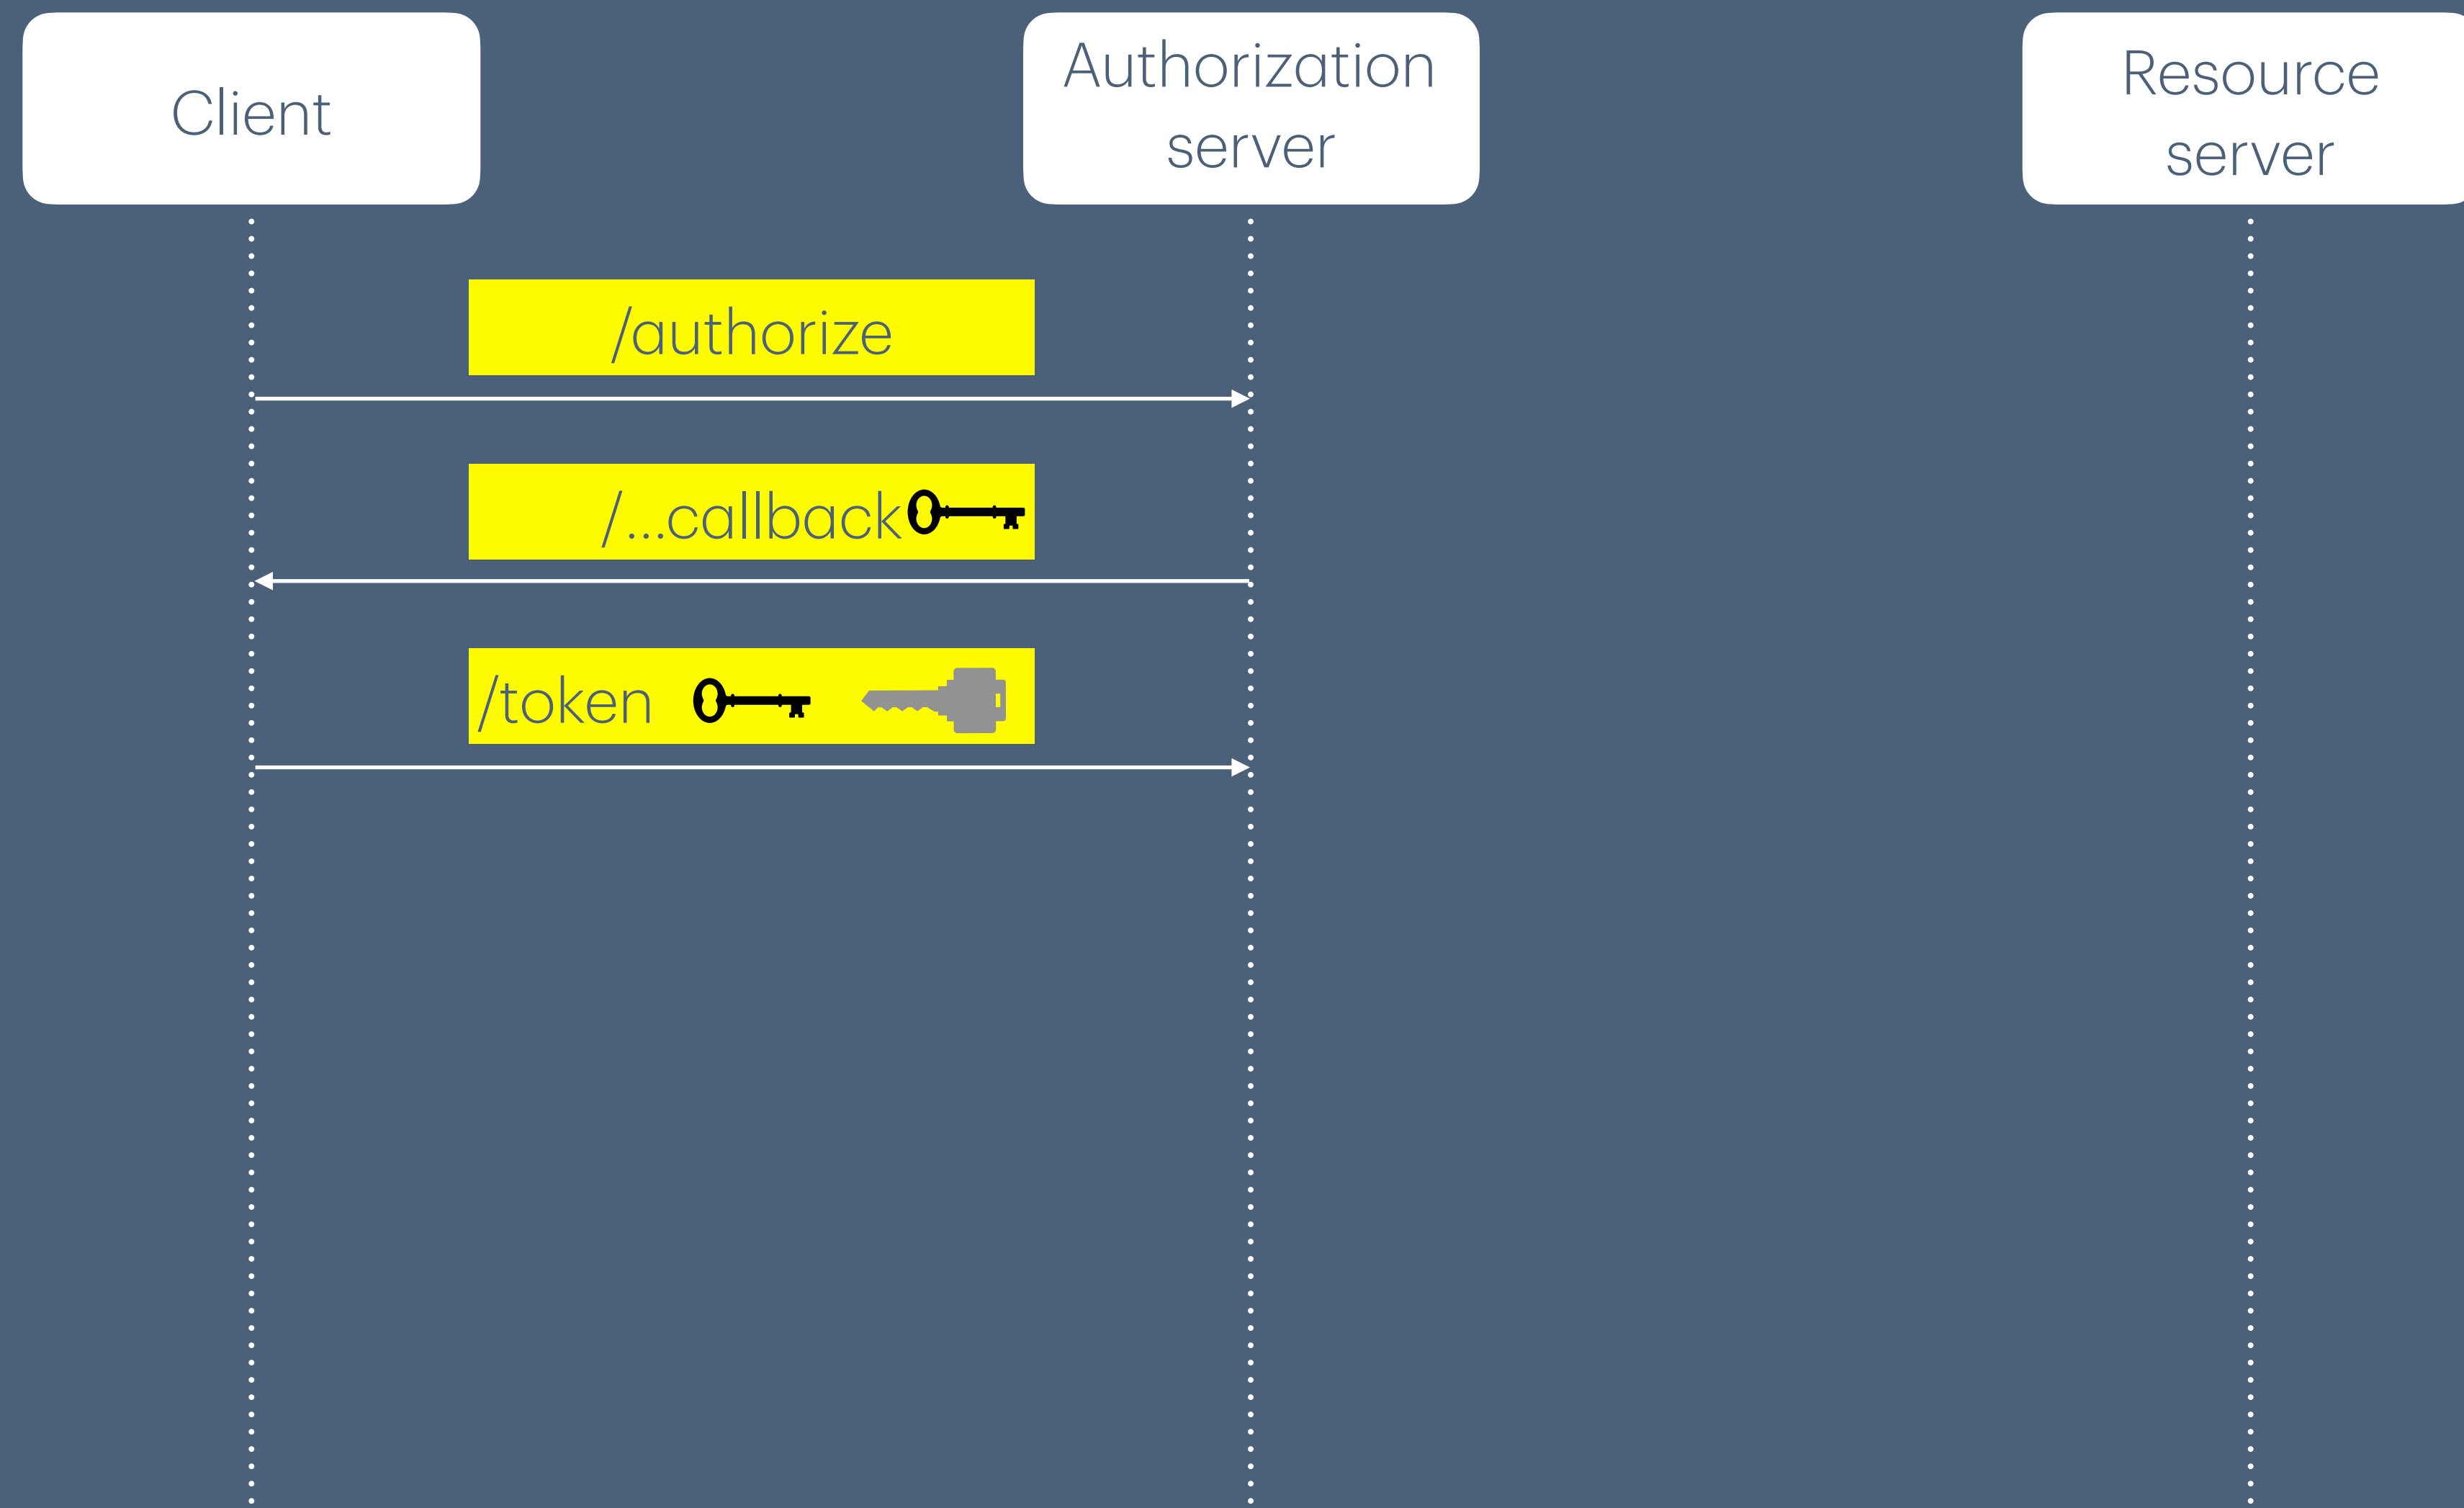 Client
Authorization
server
Resource
server
/authorize
/...callback
/token